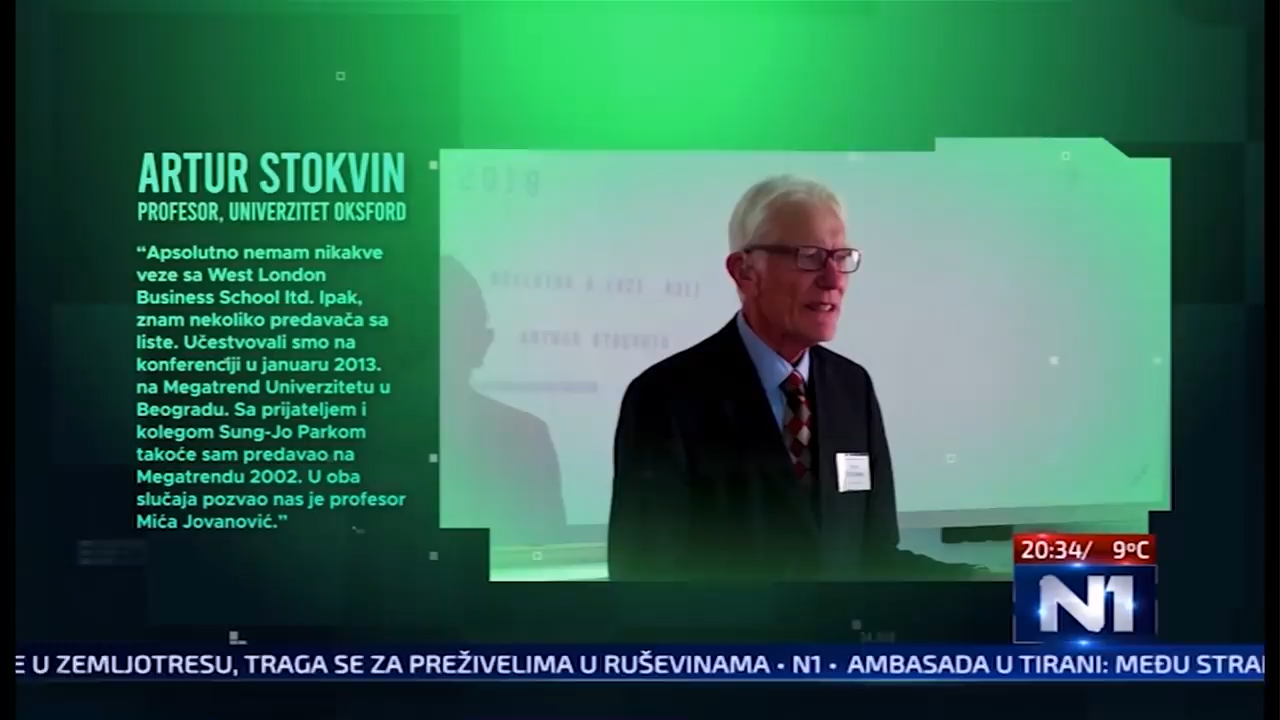 ARTUR STOKVIN
PROFESOR, UNIVERZITET OKSFORD
“Apsolutno nemam nikakve
veze sa West London
Business School ltd. Ipak,
znam nekoliko predavača sa
liste. Učestvovali smo na
konferenciji u januaru 2013.
na Megatrend Univerzitetu u
Beogradu. Sa prijateljem i
kolegom Sung-Jo Parkom
takoće sam predavao na
Megatrendu 2002. U oba
slučaja pozvao nas je profesor
Mića Jovanović.”
20:34/ 9°C
N1
E U ZEMLJOTRESU, TRAGA SE ZA PREŽIVELIMA U RUŠEVINAMA • N1 • AMBASADA U TIRANI: MEĐU STRA